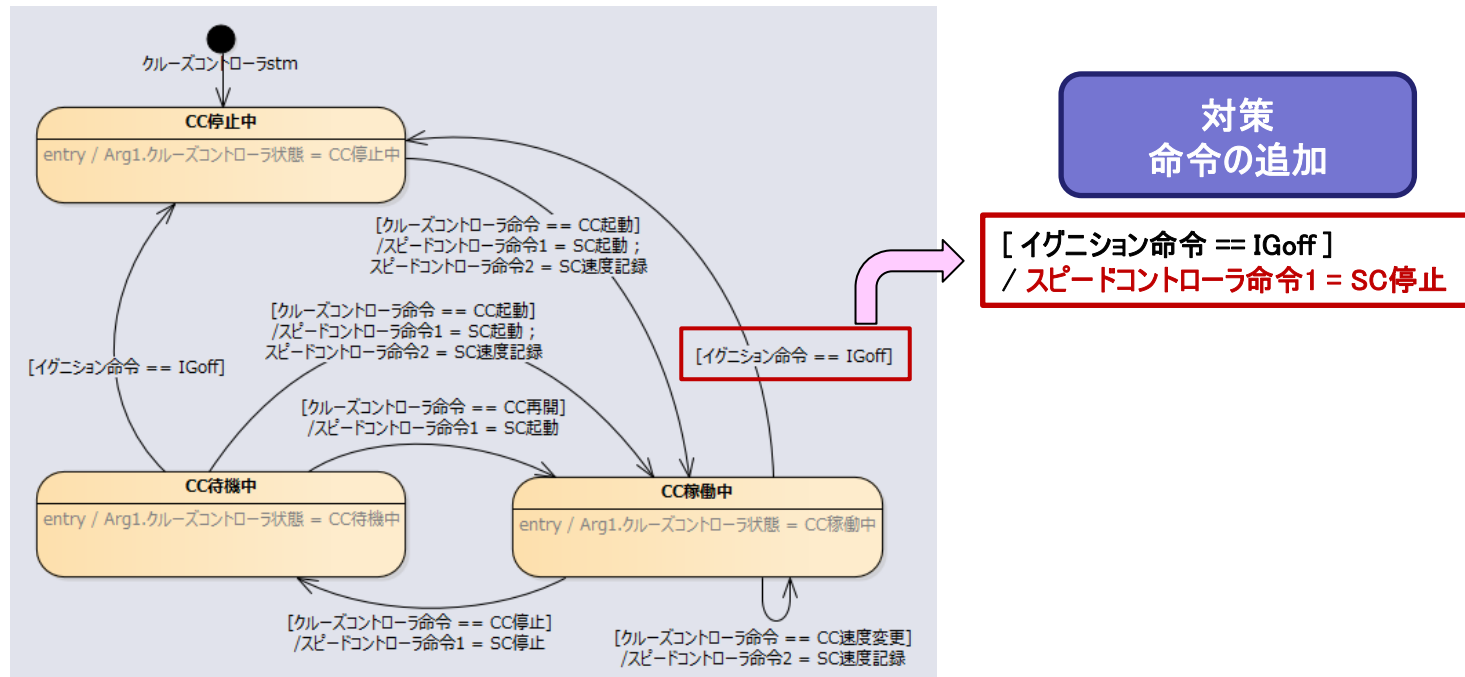 クルーズコントローラstm
CC停止中
entry / Arg1.クルーズコントローラ状態 = CC停止中
[クルーズコントローラ命令 == CC起動]
/スピードコントローラ命令1 = SC起動 ;
スピードコントローラ命令2 = SC速度記録
[クルーズコントローラ命令 == CC起動]
/スピードコントローラ命令1 = SC起動 ;
スピードコントローラ命令2 = SC速度記録
[イグニション命令 == IGoff]
[イグニション命令 == IGoff]
[クルーズコントローラ命令 == CC再開]
/スピードコントローラ命令1 = SC起動
CC待機中
entry / Arg1.クルーズコントローラ状態 = CC待機中
CC稼働中
entry / Arg1.クルーズコントローラ状態 = CC稼働中
[クルーズコントローラ命令 == CC停止]
/スピードコントローラ命令1 = SC停止
[クルーズコントローラ命令 == CC速度変更]
/スピードコントローラ命令2 = SC速度記録
対策
命令の追加
[ イグニション命令 == IGoff ]
/ スピードコントローラ命令1 = SC停止